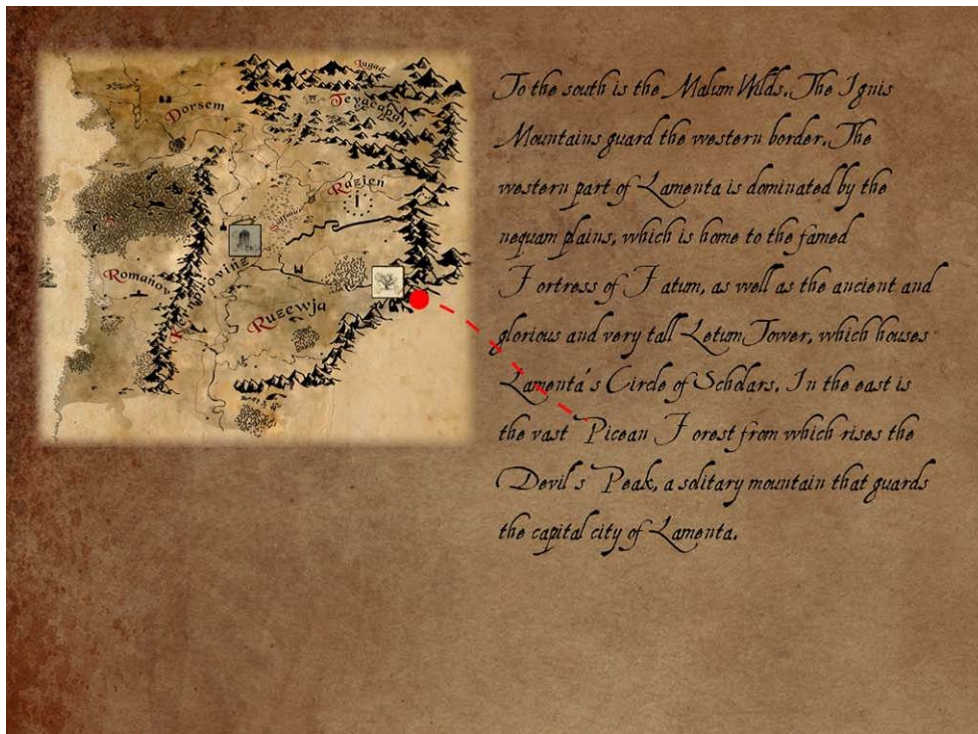 Lugad
Teygeapan
Dorsem
Razien
Romanov
Ruzewja
To the south is the Malum Wilds. The Ignis
Mountains guard the western border. The
western part of Lamenta is dominated by the
nequam plains, which is home to the famed
Fortress of Fatum, as well as the ancient and
glorious and very tall Letum Tower, which houses
Lamenta's Circle of Scholars. In the east is
the vast Picean Forest from which rises the
Devil's Peak, a solitary mountain that guards
the capital city of Lamenta.